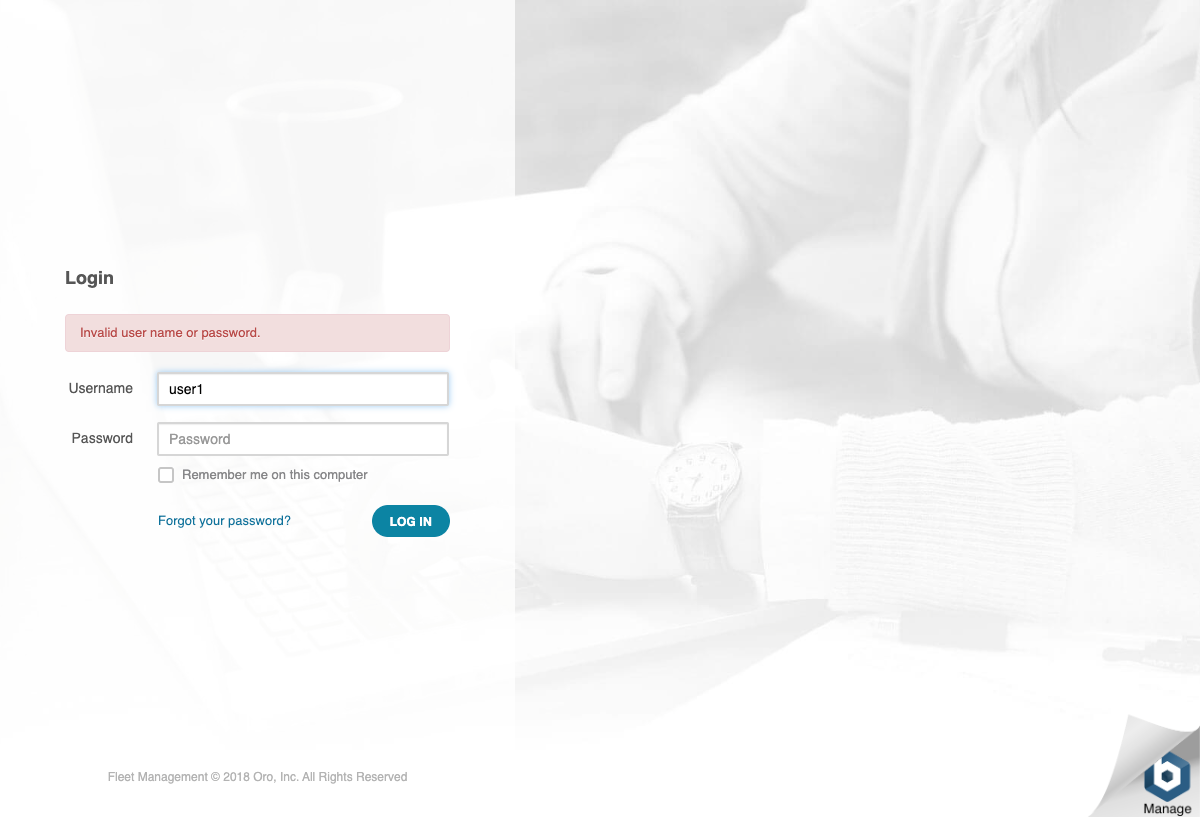 Login
Invalid user name or password.
Username
user1
Password
Password
Remember me on this computer
Forgot your password?
LOG IN
Fleet Management © 2018 Oro, Inc. All Rights Reserved
Manage